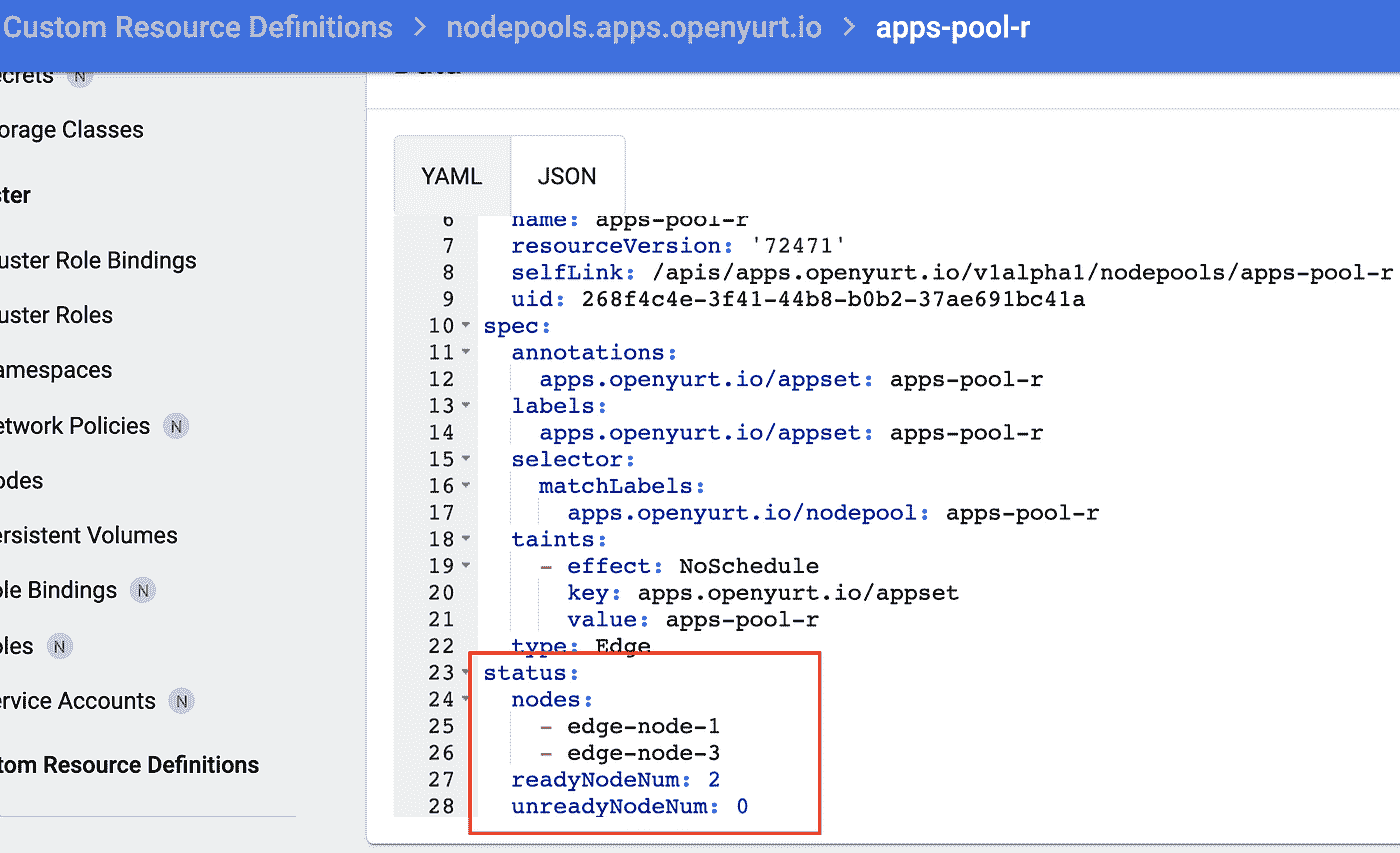 Custom Resource Definitions > nodepools.apps.openyurt.io > apps-pool-r
ecrets N
orage Classes
ster
uster Role Bindings
uster Roles
amespaces
etwork Policies N
odes
ersistent Volumes
ole Bindings N
oles N
ervice Accounts N
tom Resource Definitions
Data
YAML JSON
6 name: apps-pool-r
7 resourceVersion: '72471'
8 selfLink: /apis/apps.openyurt.io/v1alpha1/nodepools/apps-pool-r
9 uid: 268f4c4e-3f41-44b8-b0b2-37ae691bc41a
10 spec:
11 annotations:
12 apps.openyurt.io/appset: apps-pool-r
13 labels:
14 apps.openyurt.io/appset: apps-pool-r
15 selector:
16 matchLabels:
17 apps.openyurt.io/nodepool: apps-pool-r
18 taints:
19 - effect: NoSchedule
20 key: apps.openyurt.io/appset
21 value: apps-pool-r
22 type: Edge
23 status:
24 nodes:
25 - edge-node-1
26 - edge-node-3
27 readyNodeNum: 2
28 unreadyNodeNum: 0